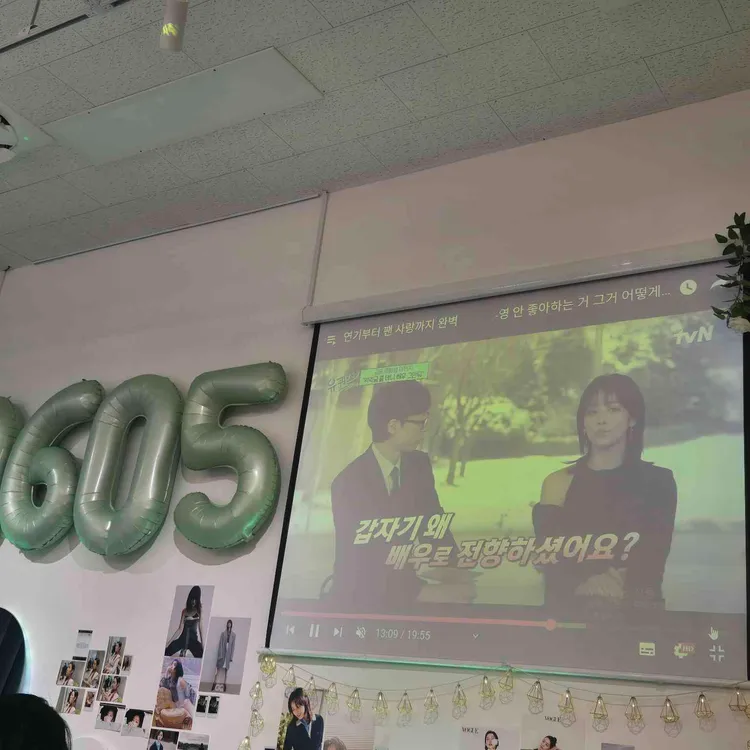 연기부터 팬 사랑까지 완벽
영 안 좋아하는 거 그거 어떻게...
tvN
605
갑자기 왜
배우로 전향하셨어요?
13:09 / 19:55
VOGUE
VOGUE